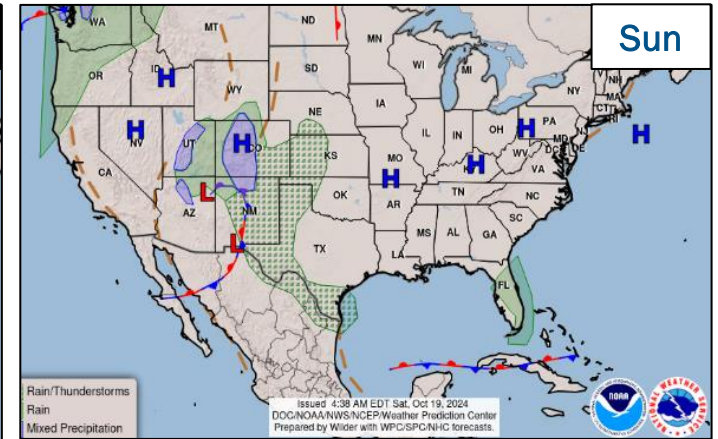 Sun
WA
MT
ND
MN
OR
ID
H
SD
WI
MI
NY
NH
MA
CT
RI
WY
IA
PA
H
NJ
H
NV
UT
H
CO
NE
IL
IN
OH
MD
DE
DC
WV
VA
CA
KS
MO
H
H
H
AZ
L
NM
OK
AR
TN
NC
SC
L
TX
LA
MS
AL
GA
FL
Rain/Thunderstorms
Rain
Mixed Precipitation
Issued 4:38 AM EDT Sat, Oct 19, 2024
DOC/NOAA/NWS/NCEP/Weather Prediction Center
Prepared by Wilder with WPC/SPC/NHC forecasts.
NOAA
NATIONAL WEATHER SERVICE